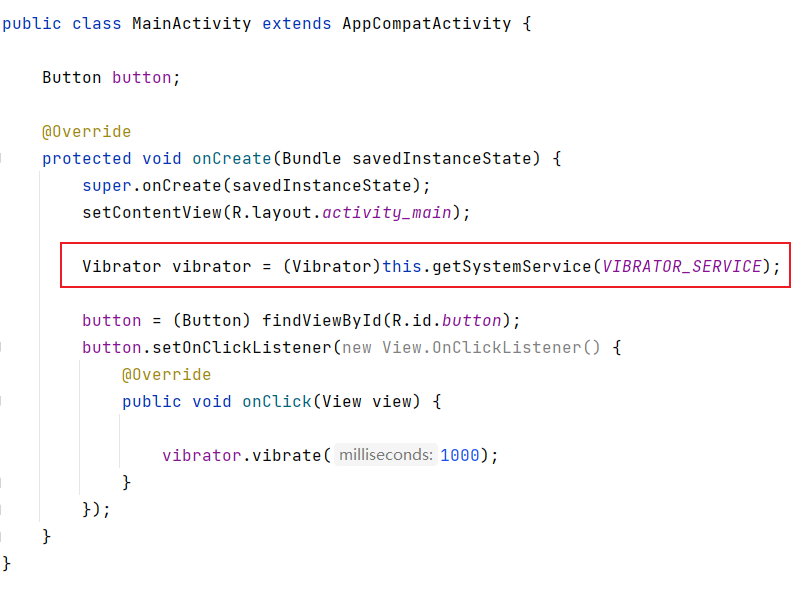 public class MainActivity extends AppCompatActivity {
Button button;
@Override
protected void onCreate(Bundle savedInstanceState) {
super.onCreate(savedInstanceState);
setContentView(R.layout.activity_main);
Vibrator vibrator = (Vibrator)this.getSystemService(VIBRATOR_SERVICE);
button = (Button) findViewById(R.id.button);
button.setOnClickListener(new View.OnClickListener() {
@Override
public void onClick(View view) {
vibrator.vibrate( milliseconds: 1000);
}
});
}
}